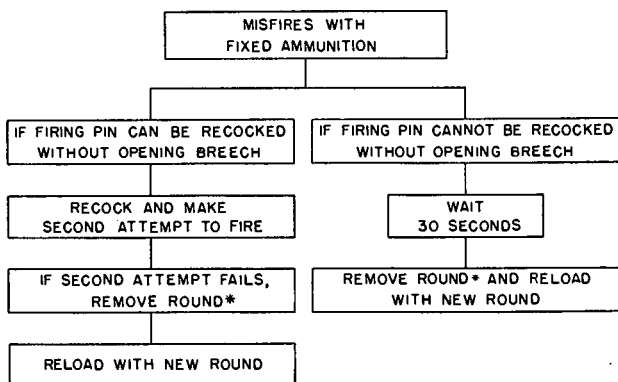 MISFIRES WITH
FIXED AMMUNITION
IF FIRING PIN CAN BE RECOCKED
WITHOUT OPENING BREECH
RECOCK AND MAKE
SECOND ATTEMPT TO FIRE
IF SECOND ATTEMPT FAILS,
REMOVE ROUND*
RELOAD WITH NEW ROUND
IF FIRING PIN CANNOT BE RECOCKED
WITHOUT OPENING BREECH
WAIT
30 SECONDS
REMOVE ROUND* AND RELOAD
WITH NEW ROUND